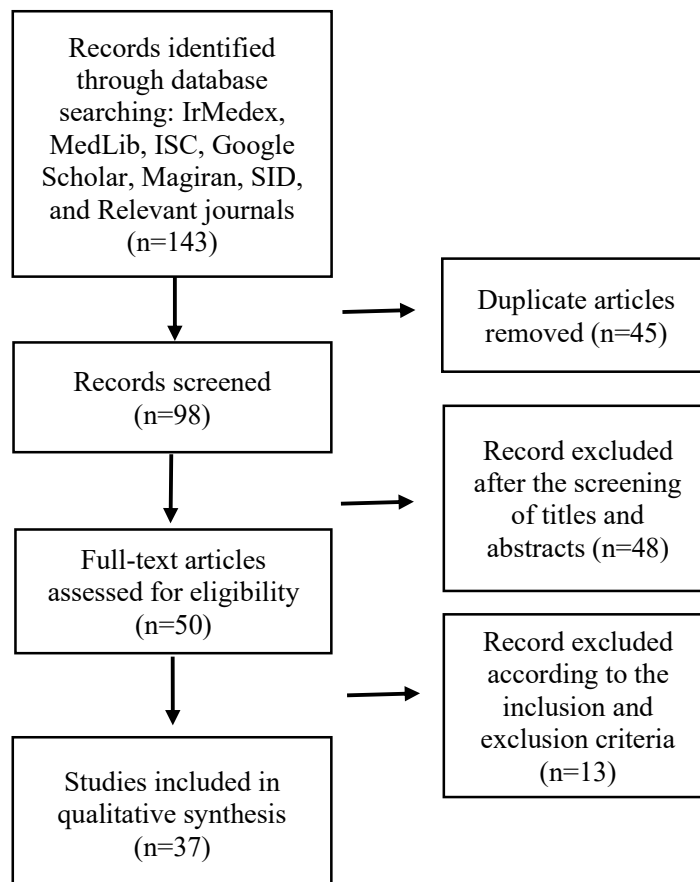 Records identified
through database
searching: IrMedex,
MedLib, ISC, Google
Scholar, Magiran, SID,
and Relevant journals
(n=143)
Duplicate articles
removed (n=45)
Records screened
(n=98)
Record excluded
after the screening
of titles and
abstracts (n=48)
Full-text articles
assessed for eligibility
(n=50)
Record excluded
according to the
inclusion and
exclusion criteria
(n=13)
Studies included in
qualitative synthesis
(n=37)